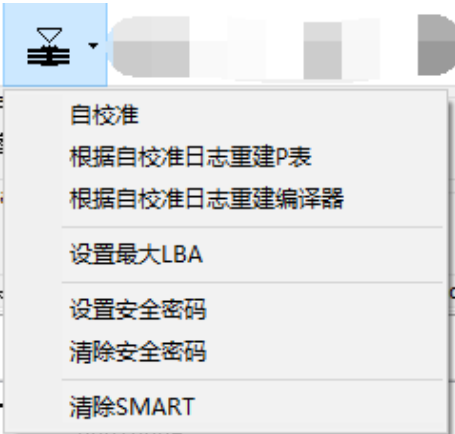 自校准
根据自校准日志重建P表
根据自校准日志重建编译器
设置最大LBA
设置安全密码
清除安全密码
清除SMART